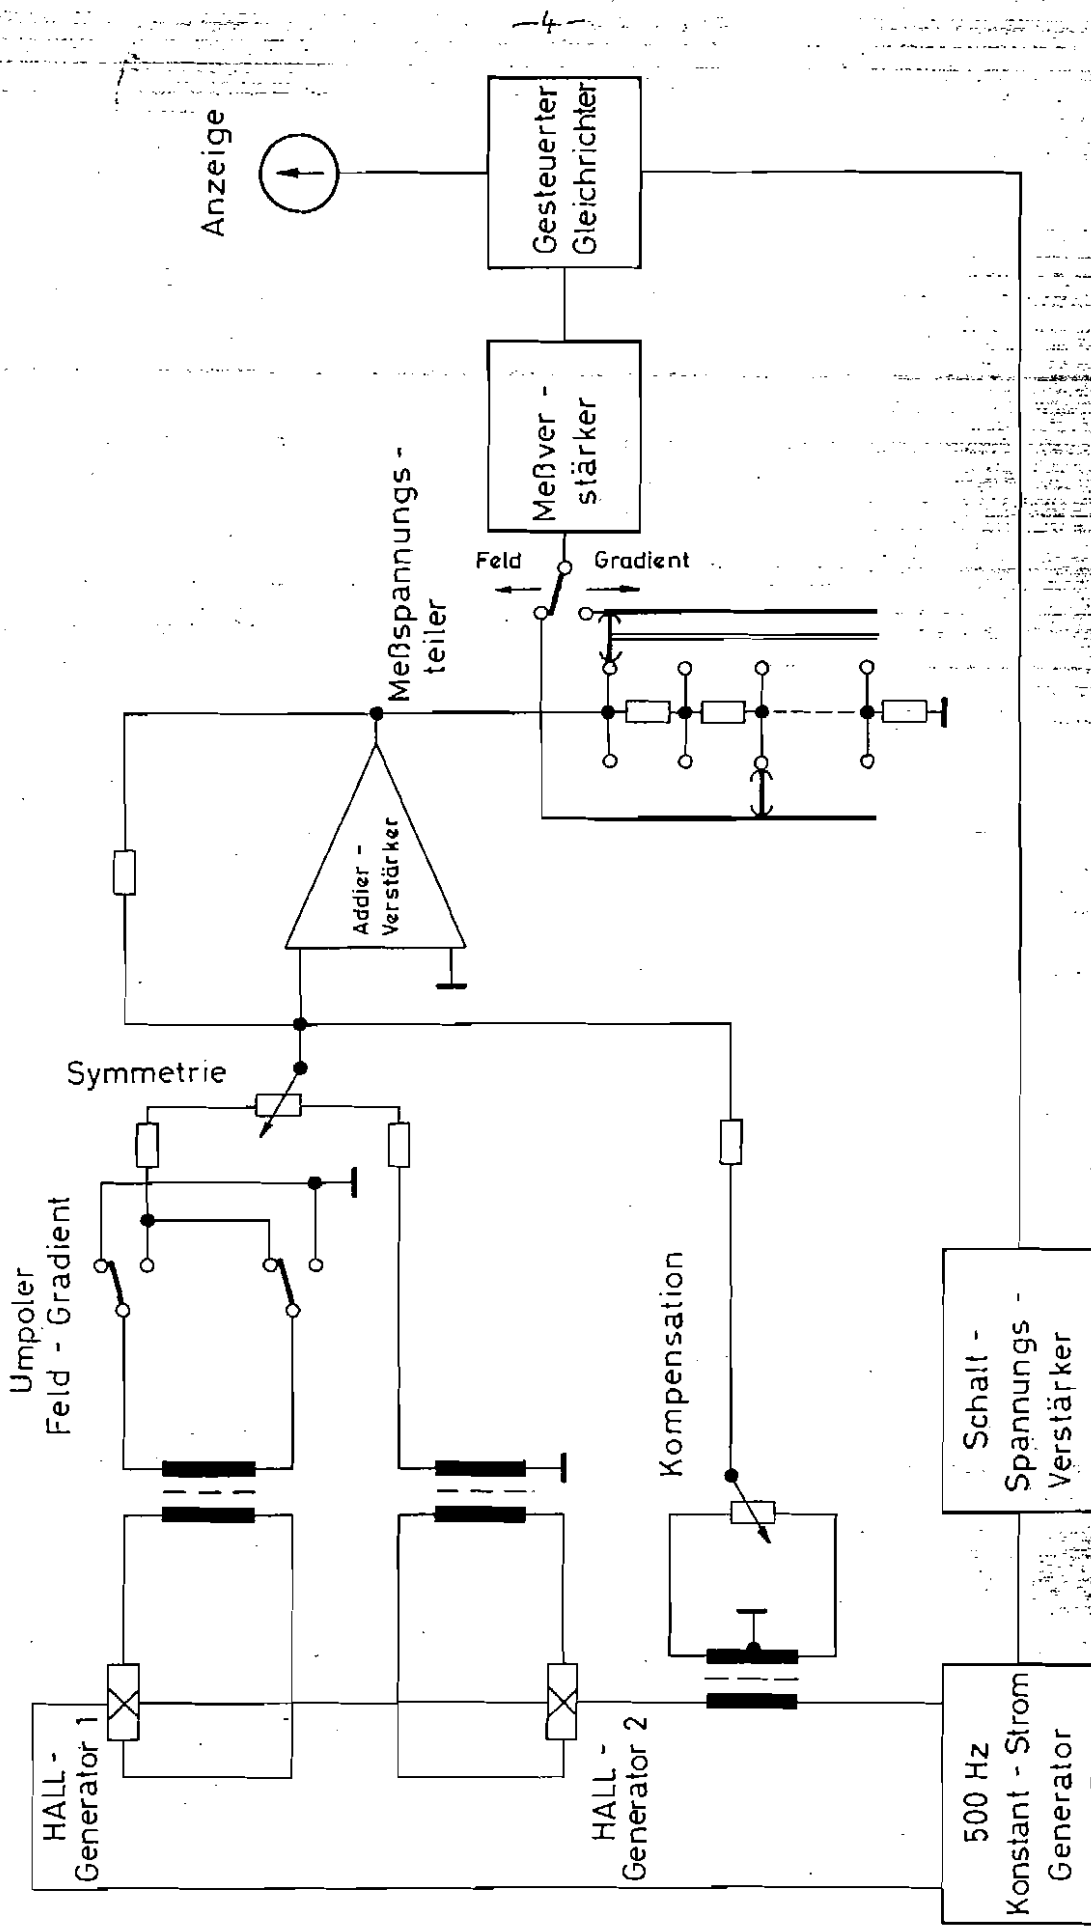 -4-
Anzeige
Gesteuerter
Gleichrichter
Meßver -
stärker
Meßspannungs -
teiler
Feld
Gradient
Addier -
Verstärker
Symmetrie
Umpoler
Feld - Gradient
Kompensation
Schalt -
Spannungs -
Verstärker
HALL -
Generator 1
HALL -
Generator 2
500 Hz
Konstant - Strom
Generator